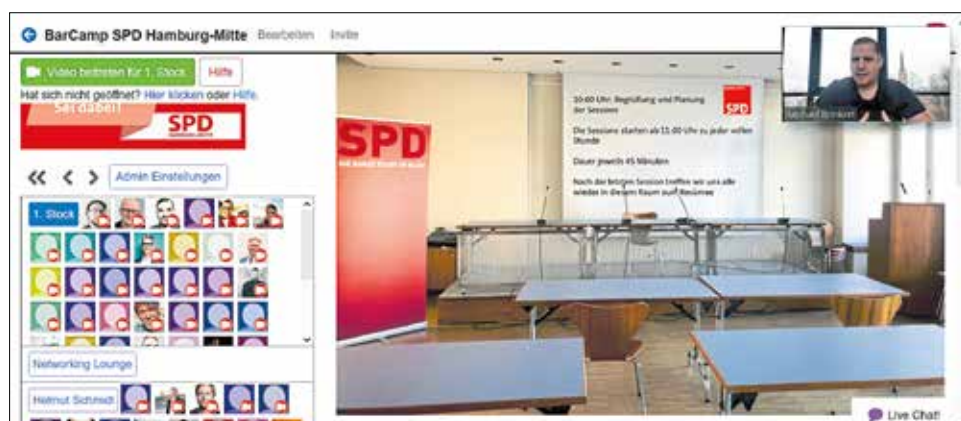 BarCamp SPD Hamburg-Mitte Bearbeiten Invite
Video beitreten für 1. Stock Hilfe
Hat sich nicht geöffnet? Hier klicken oder Hilfe.
Sei dabei!
SPD
Admin Einstellungen
1. Stock
Networking Lounge
Helmut Schmidt
SPD
10:00 Uhr: Begrüßung und Planung
der Sessions
SPD
Die Sessions starten ab 11:00 Uhr zu jeder vollen
Stunde
Dauer jeweils 45 Minuten
Nach der letzten Session treffen wir uns alle
wieder in diesem Raum zum Resümee
Live Chat!